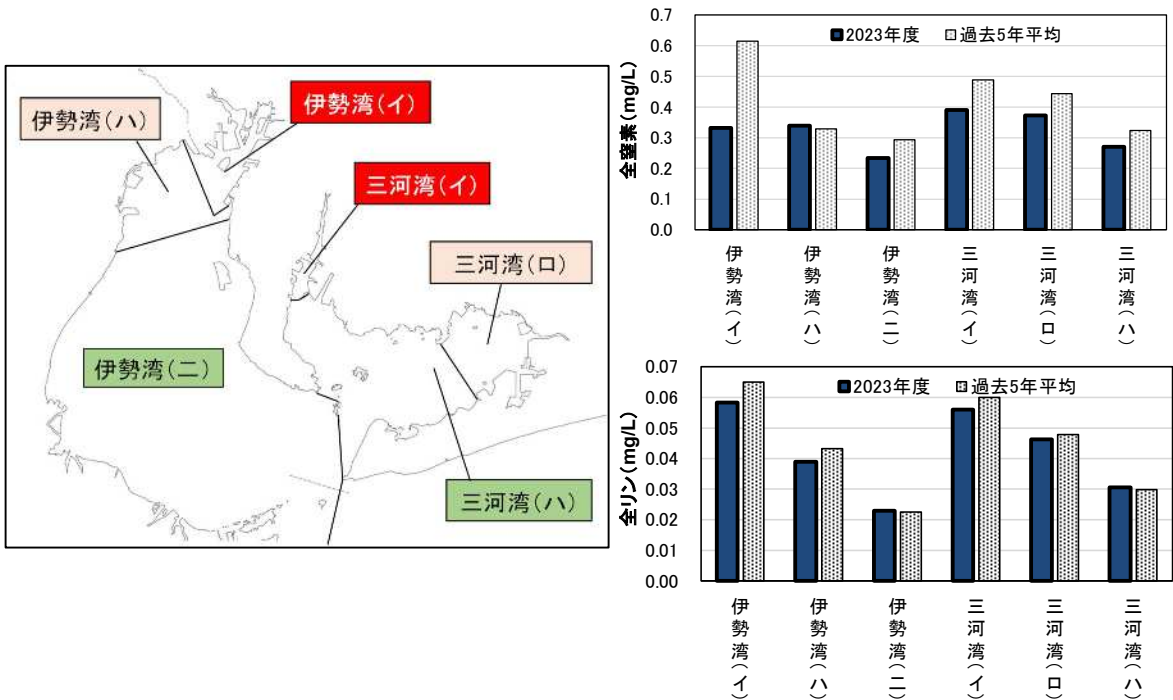 伊勢湾(ハ)
伊勢湾(イ)
三河湾(イ)
三河湾(ロ)
伊勢湾(ニ)
三河湾(ハ)
全窒素(mg/L)
0.7
0.6
0.5
0.4
0.3
0.2
0.1
0.0
2023年度
過去5年平均
伊勢湾(イ)
伊勢湾(ハ)
伊勢湾(ニ)
三河湾(イ)
三河湾(ロ)
三河湾(ハ)
全リン(mg/L)
0.07
0.06
0.05
0.04
0.03
0.02
0.01
0.00
2023年度
過去5年平均
伊勢湾(イ)
伊勢湾(ハ)
伊勢湾(ニ)
三河湾(イ)
三河湾(ロ)
三河湾(ハ)